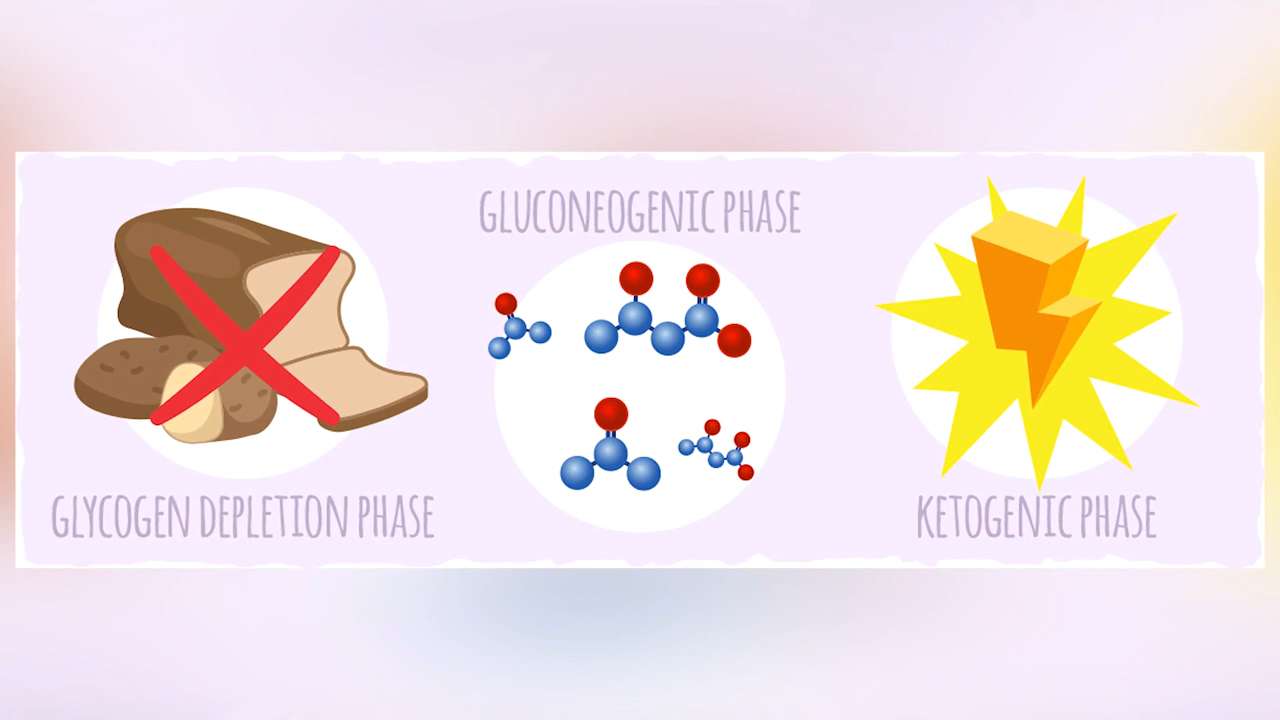 GLYCOGEN DEPLETION PHASE
GLUCONEOGENIC PHASE
KETOGENIC PHASE